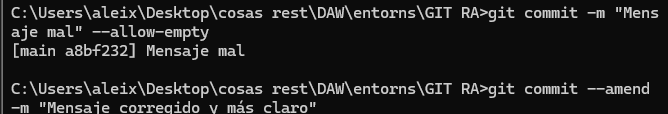 C:\Users\aleix\Desktop\cosas rest\DAW\entorns\GIT RA>git commit -m "Mens
aje mal" --allow-empty
[main a8bf232] Mensaje mal
C:\Users\aleix\Desktop\cosas rest\DAW\entorns\GIT RA>git commit --amend
-m "Mensaje corregido y más claro"